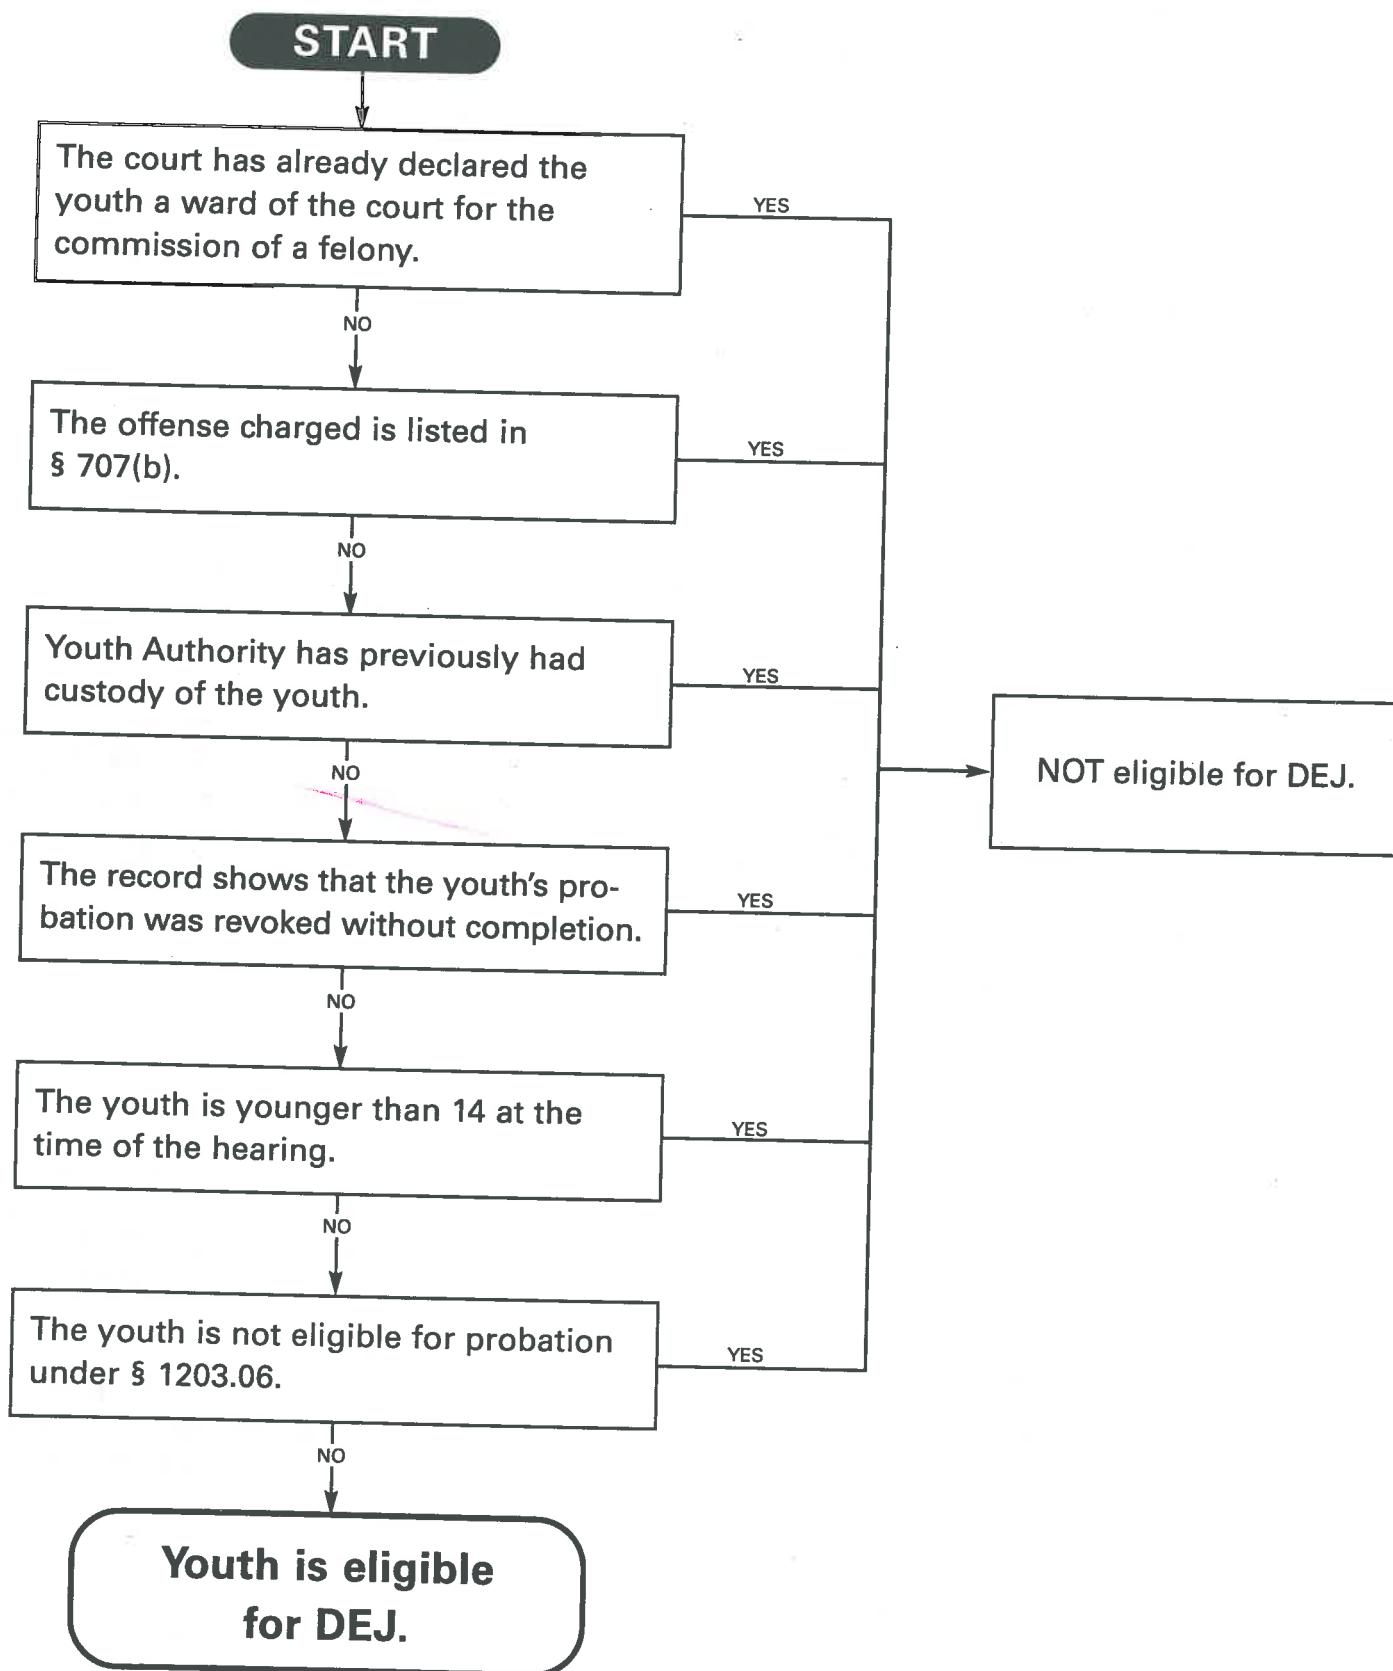 START
The court has already declared the
youth a ward of the court for the
commission of a felony.
YES
NO
The offense charged is listed in
§ 707(b).
YES
NO
Youth Authority has previously had
custody of the youth.
YES
NO
NOT eligible for DEJ.
The record shows that the youth's pro-
bation was revoked without completion.
YES
NO
The youth is younger than 14 at the
time of the hearing.
YES
NO
The youth is not eligible for probation
under § 1203.06.
YES
NO
Youth is eligible
for DEJ.